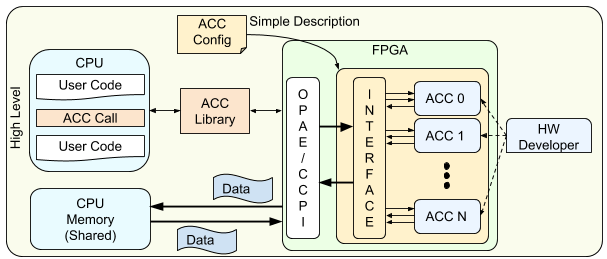 High Level
CPU
User Code
ACC Call
User Code
ACC
Config
Simple Description
ACC
Library
FPGA
OPAE/CCPI
INTERFACE
ACC 0
ACC 1
ACC N
HW
Developer
CPU
Memory
(Shared)
Data
Data